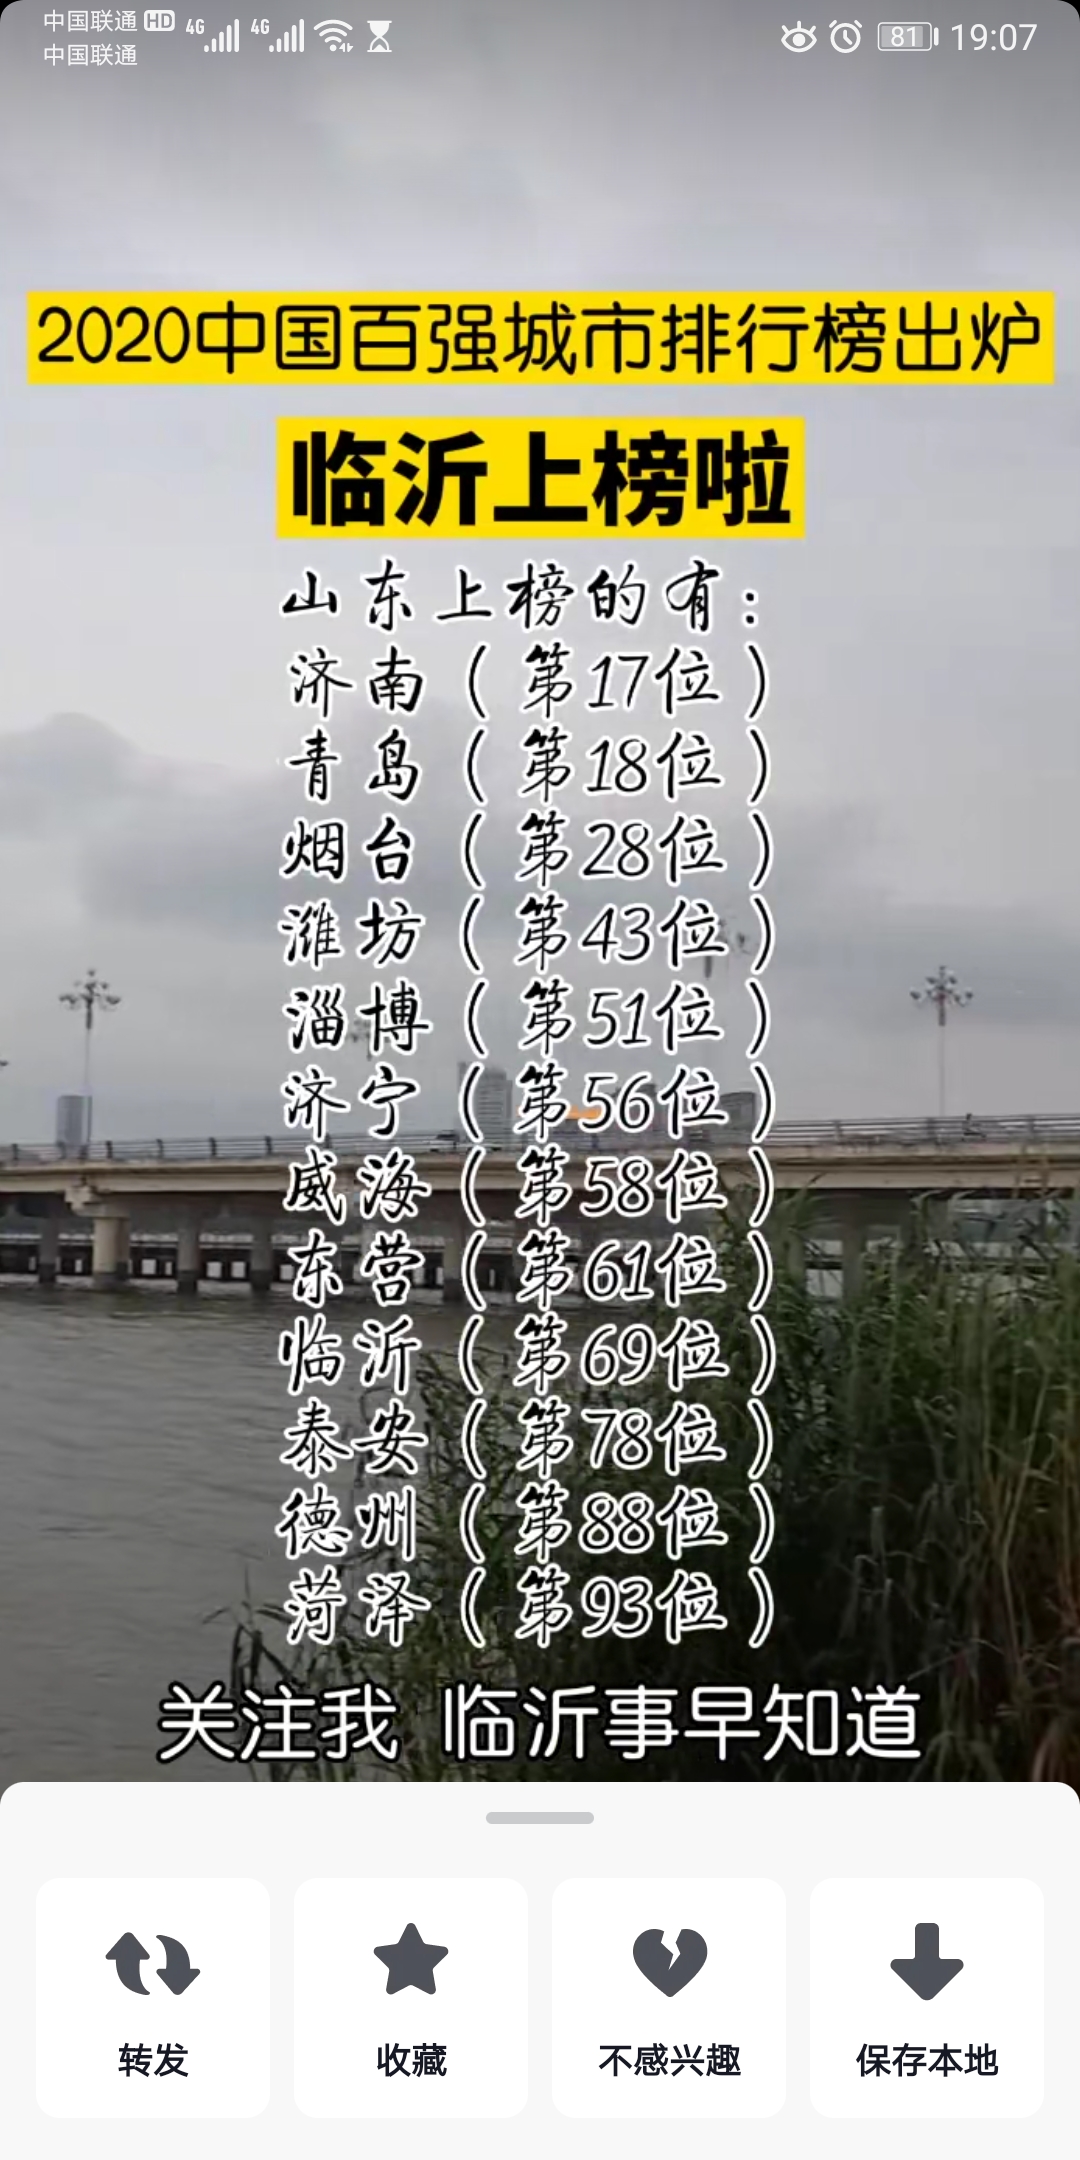 中国联通 HD 4G 4G 81 19:07
中国联通
2020中国百强城市排行榜出炉
临沂上榜啦
山东上榜的有：
济南（第17位）
青岛（第18位）
烟台（第28位）
潍坊（第43位）
淄博（第51位）
济宁（第56位）
威海（第58位）
东营（第61位）
临沂（第69位）
泰安（第78位）
德州（第88位）
菏泽（第93位）
关注我 临沂事早知道
转发 收藏 不感兴趣 保存本地